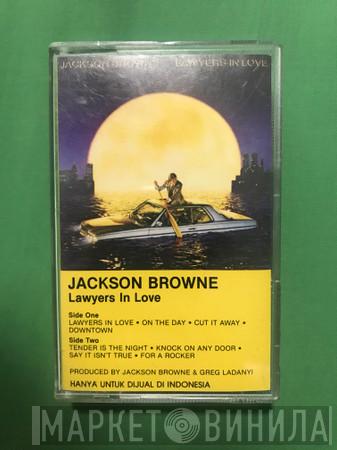 JACKSON BROWNE LAWYERS IN LOVE
JACKSON BROWNE
Lawyers In Love
Side One
LAWYERS IN LOVE • ON THE DAY • CUT IT AWAY •
DOWNTOWN
Side Two
TENDER IS THE NIGHT • KNOCK ON ANY DOOR •
SAY IT ISN'T TRUE • FOR A ROCKER
PRODUCED BY JACKSON BROWNE & GREG LADANYI
HANYA UNTUK DIJUAL DI INDONESIA
МАРКЕТ ВИНИЛА